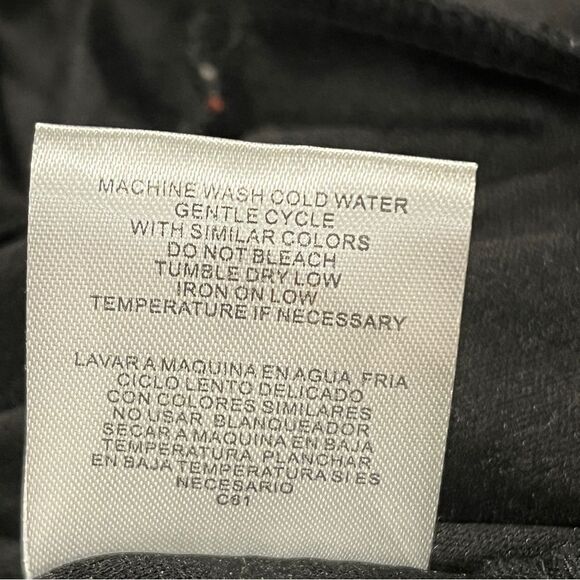 MACHINE WASH COLD WATER
GENTLE CYCLE
WITH SIMILAR COLORS
DO NOT BLEACH
TUMBLE DRY LOW
IRON ON LOW
TEMPERATURE IF NECESSARY
LAVAR A MAQUINA EN AGUA FRIA
CICLO LENTO DELICADO
CON COLORES SIMILARES
NO USAR BLANQUEADOR
SECAR A MAQUINA EN BAJA
TEMPERATURA, PLANCHAR
EN BAJA TEMPERATURA SI ES
NECESARIO
C61